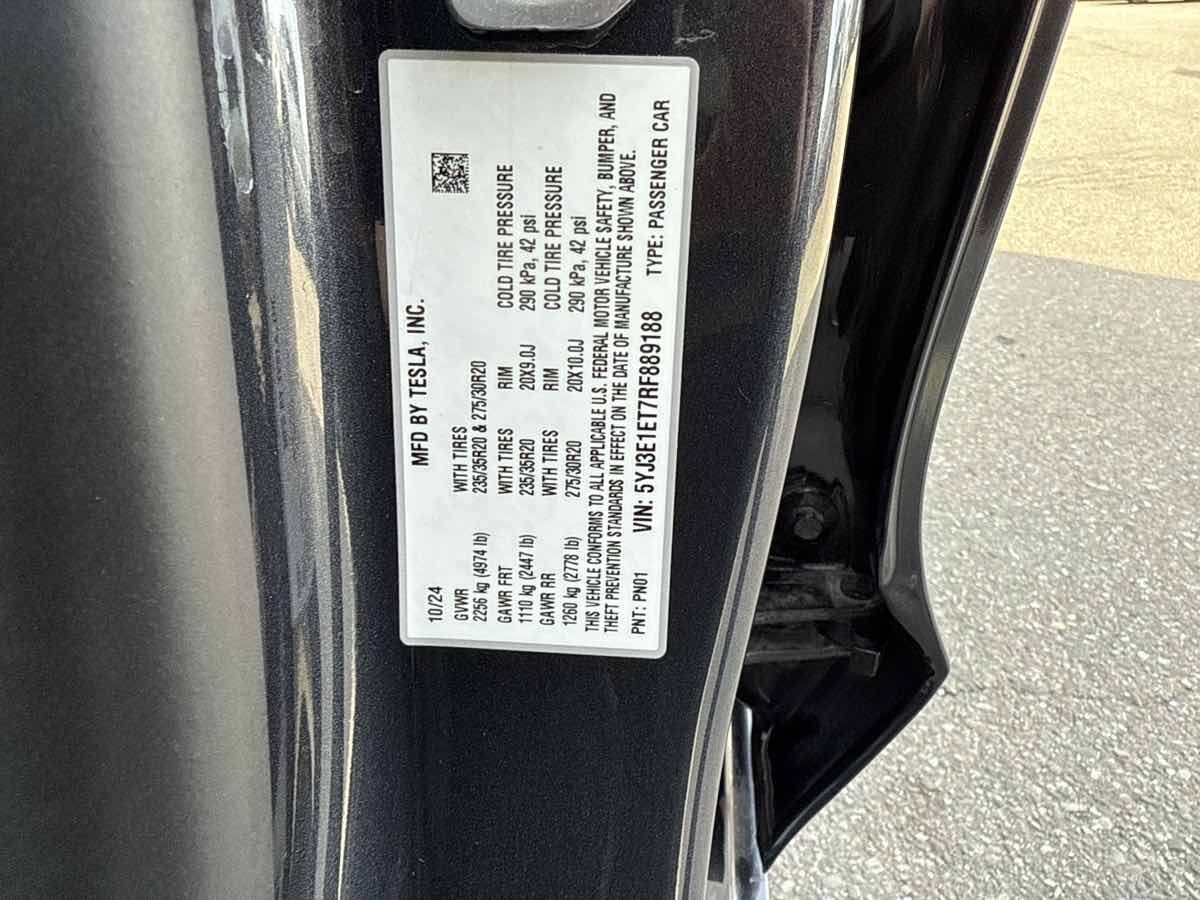 MFD BY TESLA, INC.
10/24
GVWR WITH TIRES
2256 kg (4974 lb) 235/35R20 & 275/30R20
GAWR FRT WITH TIRES RIM COLD TIRE PRESSURE
1110 kg (2447 lb) 235/35R20 20X9.0J 290 kPa, 42 psi
GAWR RR WITH TIRES RIM COLD TIRE PRESSURE
1260 kg (2778 lb) 275/30R20 20X10.0J 290 kPa, 42 psi
THIS VEHICLE CONFORMS TO ALL APPLICABLE U.S. FEDERAL MOTOR VEHICLE SAFETY, BUMPER, AND
THEFT PREVENTION STANDARDS IN EFFECT ON THE DATE OF MANUFACTURE SHOWN ABOVE.
PNT: PN01 VIN: 5YJ3E1ET7RF889188 TYPE: PASSENGER CAR